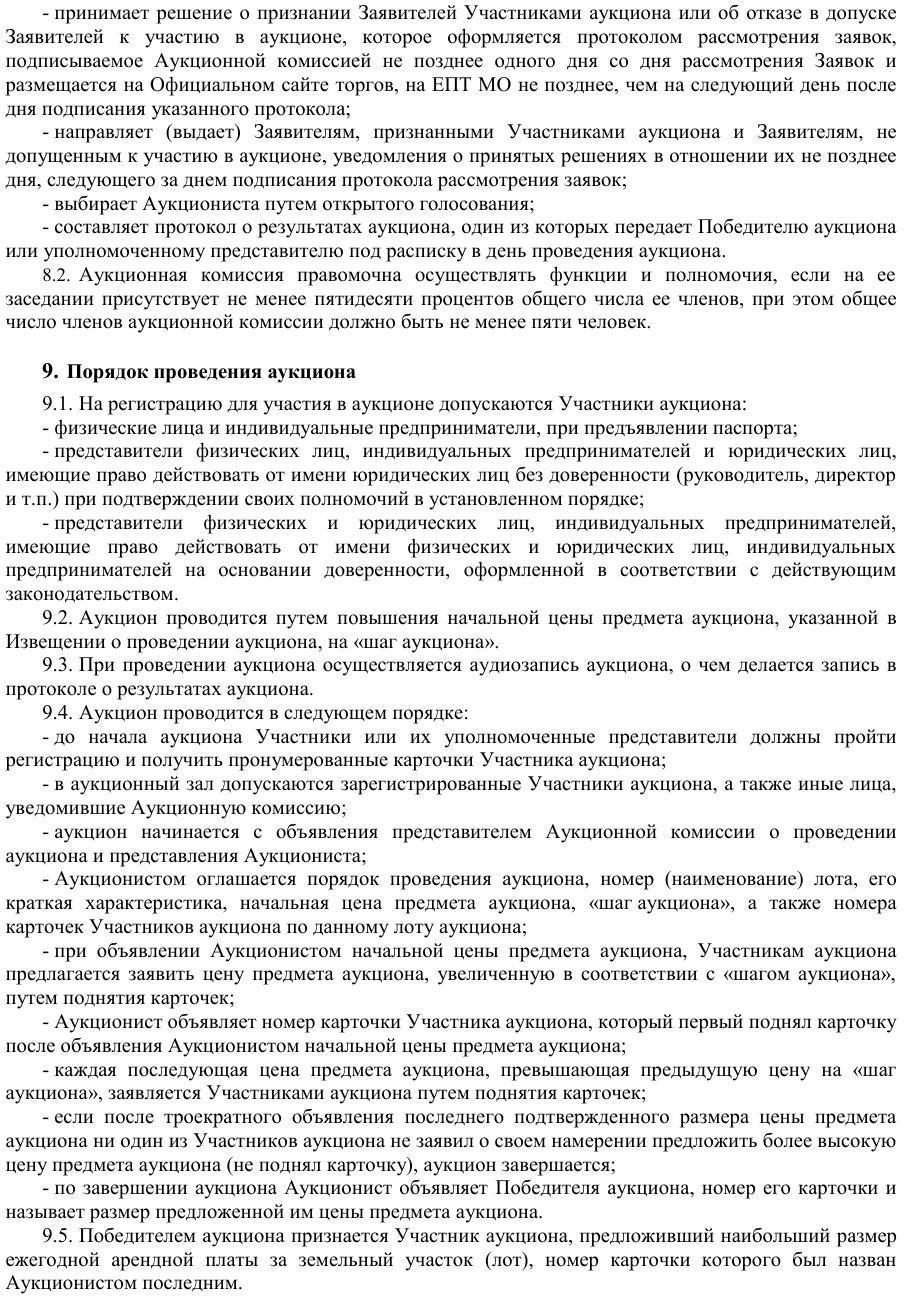 - принимает решение о признании Заявителей Участниками аукциона или об отказе в допуске
Заявителей к участию в аукционе, которое оформляется протоколом рассмотрения заявок,
подписываемое Аукционной комиссией не позднее одного дня со дня рассмотрения Заявок и
размещается на Официальном сайте торгов, на ЕПТ МО не позднее, чем на следующий день после
дня подписания указанного протокола;
- направляет (выдает) Заявителям, признанными Участниками аукциона и Заявителям, не
допущенным к участию в аукционе, уведомления о принятых решениях в отношении их не позднее
дня, следующего за днем подписания протокола рассмотрения заявок;
- выбирает Аукциониста путем открытого голосования;
- составляет протокол о результатах аукциона, один из которых передает Победителю аукциона
или уполномоченному представителю под расписку в день проведения аукциона.
8.2. Аукционная комиссия правомочна осуществлять функции и полномочия, если на ее
заседании присутствует не менее пятидесяти процентов общего числа ее членов, при этом общее
число членов аукционной комиссии должно быть не менее пяти человек.
9. Порядок проведения аукциона
9.1. На регистрацию для участия в аукционе допускаются Участники аукциона:
- физические лица и индивидуальные предприниматели, при предъявлении паспорта;
- представители физических лиц, индивидуальных предпринимателей и юридических лиц,
имеющие право действовать от имени юридических лиц без доверенности (руководитель, директор
и т.п.) при подтверждении своих полномочий в установленном порядке;
- представители физических и юридических лиц, индивидуальных предпринимателей,
имеющие право действовать от имени физических и юридических лиц, индивидуальных
предпринимателей на основании доверенности, оформленной в соответствии с действующим
законодательством.
9.2. Аукцион проводится путем повышения начальной цены предмета аукциона, указанной в
Извещении о проведении аукциона, на «шаг аукциона».
9.3. При проведении аукциона осуществляется аудиозапись аукциона, о чем делается запись в
протоколе о результатах аукциона.
9.4. Аукцион проводится в следующем порядке:
- до начала аукциона Участники или их уполномоченные представители должны пройти
регистрацию и получить пронумерованные карточки Участника аукциона;
- в аукционный зал допускаются зарегистрированные Участники аукциона, а также иные лица,
уведомившие Аукционную комиссию;
- аукцион начинается с объявления представителем Аукционной комиссии о проведении
аукциона и представления Аукциониста;
- Аукционистом оглашается порядок проведения аукциона, номер (наименование) лота, его
краткая характеристика, начальная цена предмета аукциона, «шаг аукциона», а также номера
карточек Участников аукциона по данному лоту аукциона;
- при объявлении Аукционистом начальной цены предмета аукциона, Участникам аукциона
предлагается заявить цену предмета аукциона, увеличенную в соответствии с «шагом аукциона»,
путем поднятия карточек;
- Аукционист объявляет номер карточки Участника аукциона, который первый поднял карточку
после объявления Аукционистом начальной цены предмета аукциона;
- каждая последующая цена предмета аукциона, превышающая предыдущую цену на «шаг
аукциона», заявляется Участниками аукциона путем поднятия карточек;
- если после троекратного объявления последнего подтвержденного размера цены предмета
аукциона ни один из Участников аукциона не заявил о своем намерении предложить более высокую
цену предмета аукциона (не поднял карточку), аукцион завершается;
- по завершении аукциона Аукционист объявляет Победителя аукциона, номер его карточки и
называет размер предложенной им цены предмета аукциона.
9.5. Победителем аукциона признается Участник аукциона, предложивший наибольший размер
ежегодной арендной платы за земельный участок (лот), номер карточки которого был назван
Аукционистом последним.